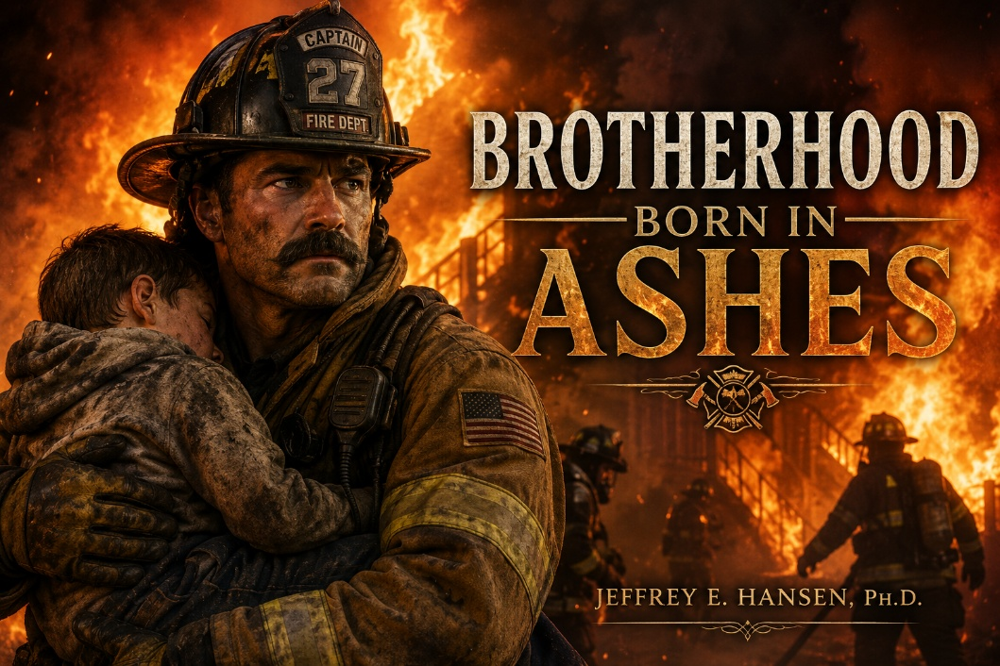 CAPTAIN
27
FIRE DEPT
BROTHERHOOD
BORN IN
ASHES
JEFFREY E. HANSEN, PH.D.